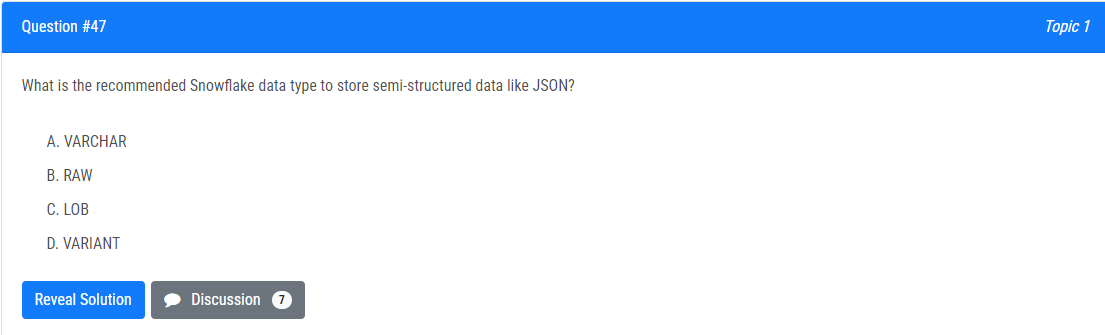 Question #47
Topic 1
What is the recommended Snowflake data type to store semi-structured data like JSON?
A. VARCHAR
B. RAW
C. LOB
D. VARIANT
Reveal Solution
Discussion 7